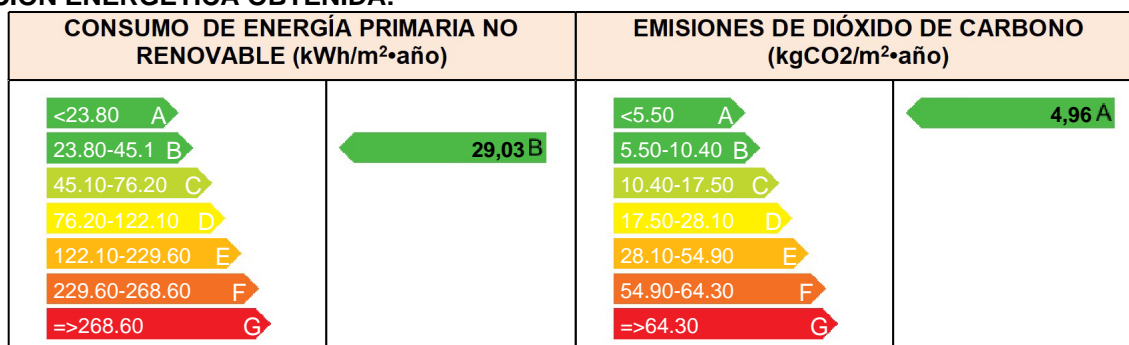 CONSUMO DE ENERGÍA PRIMARIA NO
RENOVABLE (kWh/m²•año)
<23.80 A
23.80-45.1 B
45.10-76.20 C
76.20-122.10 D
122.10-229.60 E
229.60-268.60 F
=>268.60 G
29,03 B
EMISIONES DE DIÓXIDO DE CARBONO
(kgCO2/m²•año)
<5.50 A
5.50-10.40 B
10.40-17.50 C
17.50-28.10 D
28.10-54.90 E
54.90-64.30 F
=>64.30 G
4,96 A